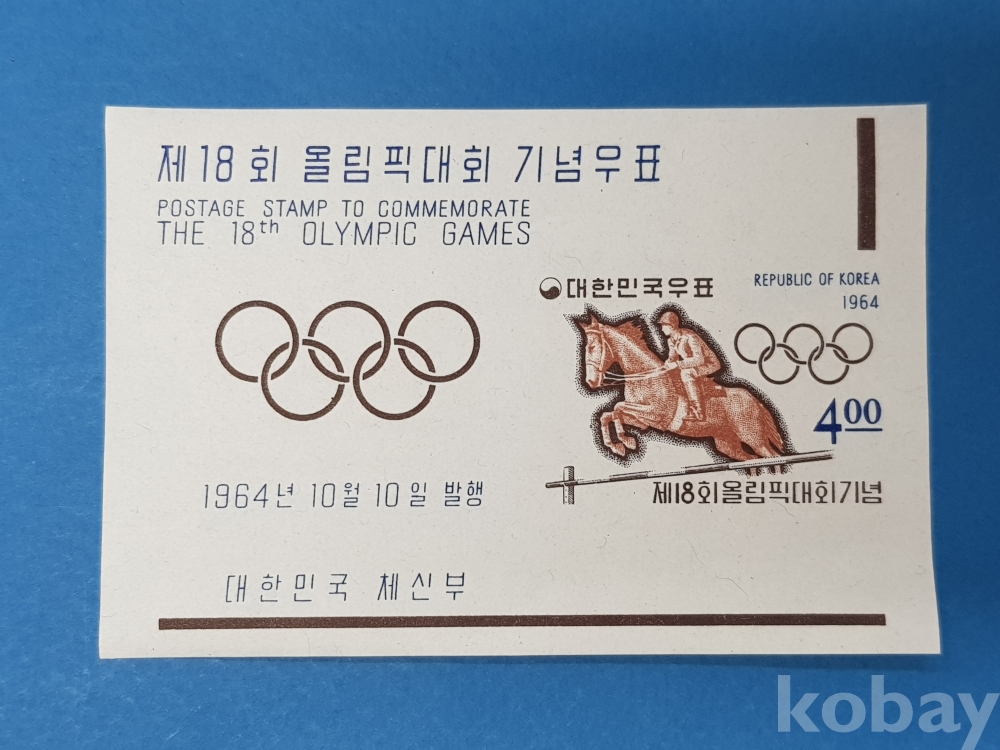 제18회 올림픽대회 기념우표
POSTAGE STAMP TO COMMEMORATE
THE 18th OLYMPIC GAMES
대한민국우표
REPUBLIC OF KOREA
1964
4.00
제18회올림픽대회기념
1964년 10월 10일 발행
대한민국 체신부
kobay